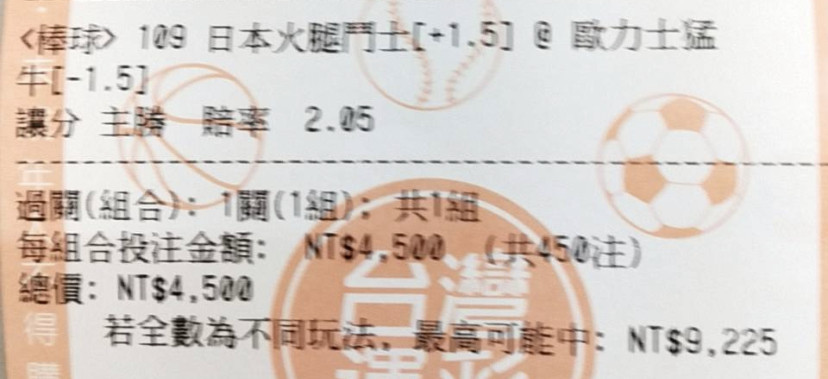 <棒球> 109 日本火腿鬥士[+1.5] @ 歐力士猛
牛[-1.5]
讓分 主勝 賠率 2.05
過關(組合): 1關(1組): 共1組
每組合投注金額: NT$4,500 (共450注)
總價: NT$4,500
若全數為不同玩法, 最高可能中: NT$9,225
台灣
得